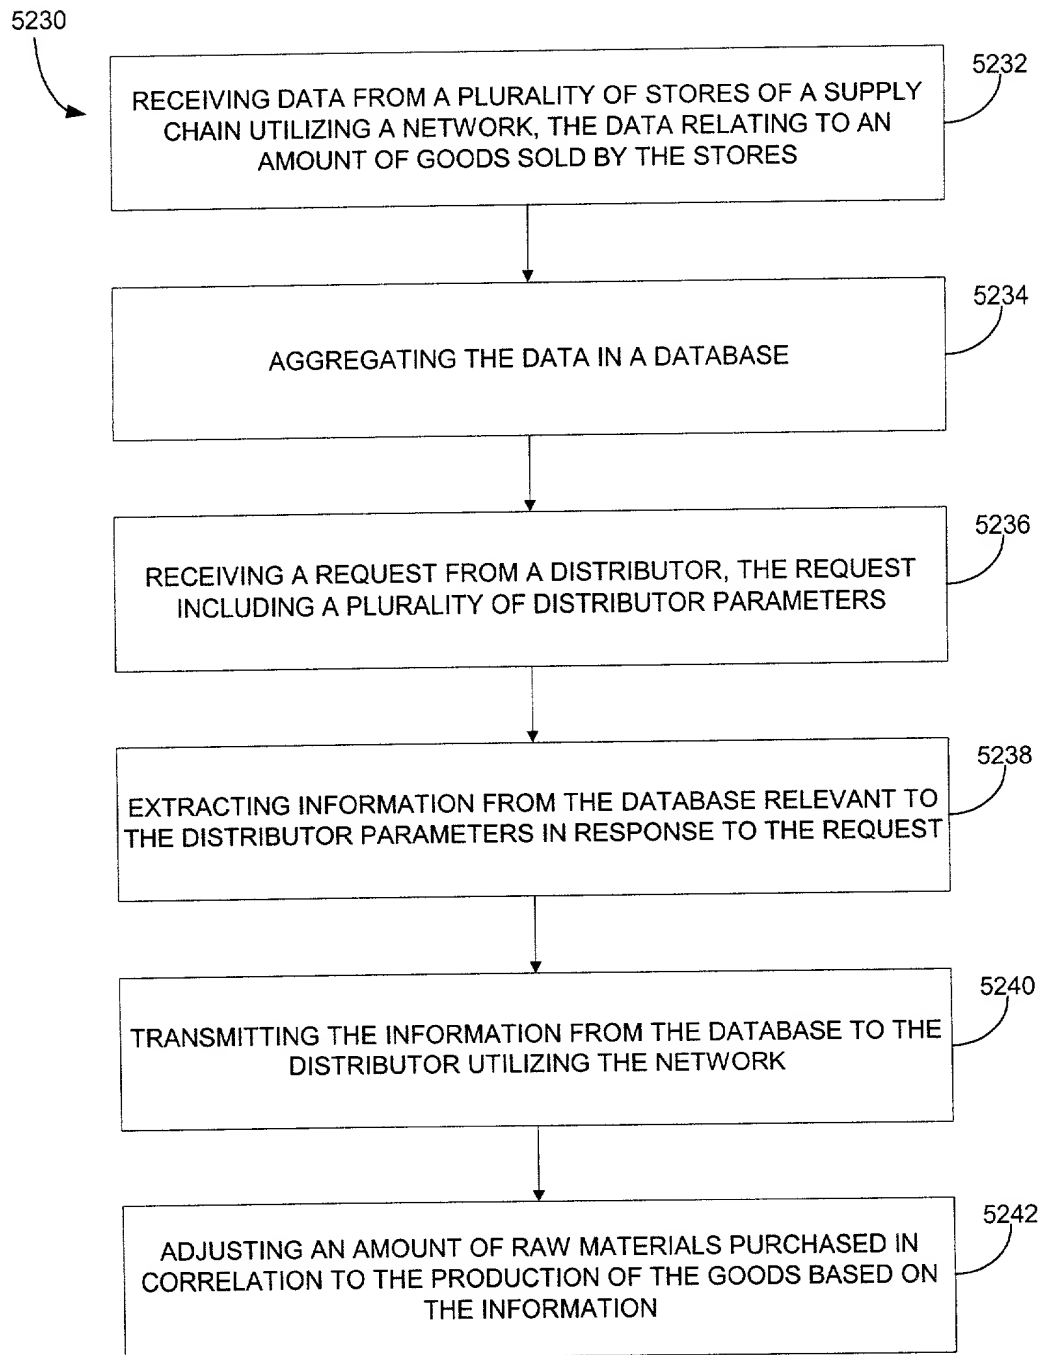 5230
5232
RECEIVING DATA FROM A PLURALITY OF STORES OF A SUPPLY
CHAIN UTILIZING A NETWORK, THE DATA RELATING TO AN
AMOUNT OF GOODS SOLD BY THE STORES
5234
AGGREGATING THE DATA IN A DATABASE
5236
RECEIVING A REQUEST FROM A DISTRIBUTOR, THE REQUEST
INCLUDING A PLURALITY OF DISTRIBUTOR PARAMETERS
5238
EXTRACTING INFORMATION FROM THE DATABASE RELEVANT TO
THE DISTRIBUTOR PARAMETERS IN RESPONSE TO THE REQUEST
5240
TRANSMITTING THE INFORMATION FROM THE DATABASE TO THE
DISTRIBUTOR UTILIZING THE NETWORK
5242
ADJUSTING AN AMOUNT OF RAW MATERIALS PURCHASED IN
CORRELATION TO THE PRODUCTION OF THE GOODS BASED ON
THE INFORMATION